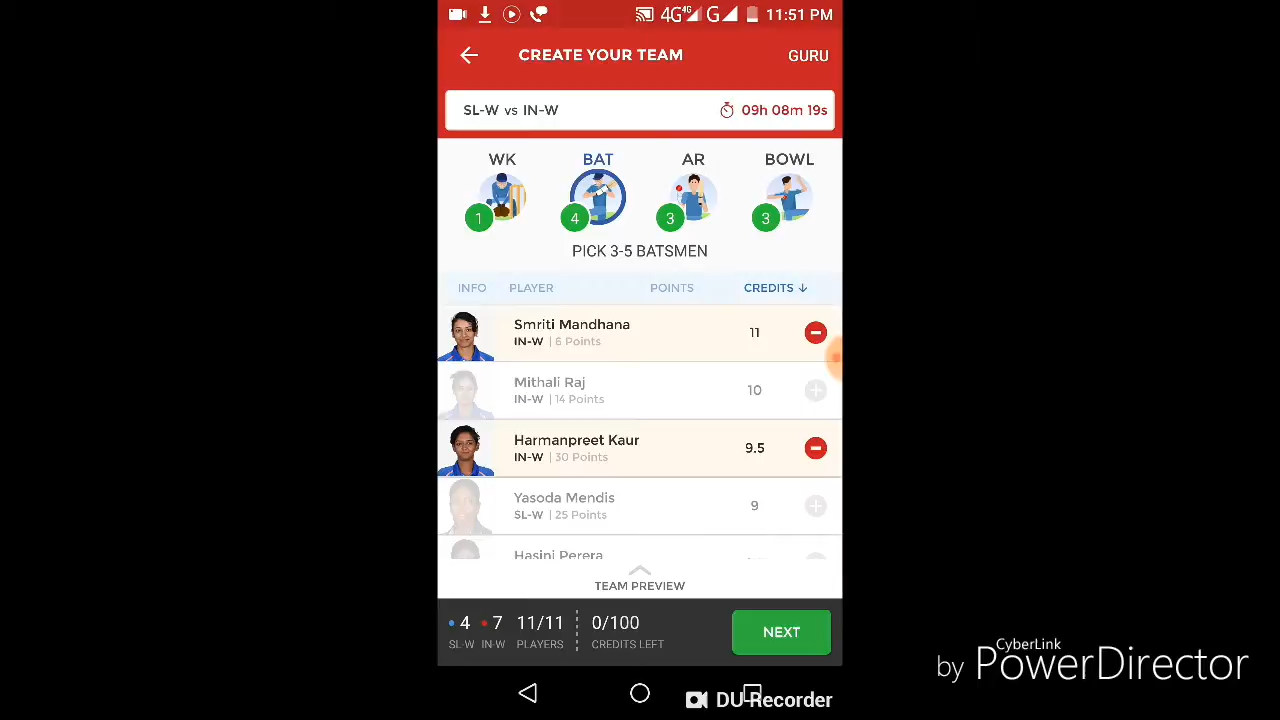 4G 4G G 11:51 PM
CREATE YOUR TEAM GURU
SL-W vs IN-W 09h 08m 19s
WK BAT AR BOWL
1 4 3 3
PICK 3-5 BATSMEN
INFO PLAYER POINTS CREDITS ↓
Smriti Mandhana
IN-W | 6 Points
11
Mithali Raj
IN-W | 14 Points
10
Harmanpreet Kaur
IN-W | 30 Points
9.5
Yasoda Mendis
SL-W | 25 Points
9
Hasini Perera
TEAM PREVIEW
4 7 11/11 0/100
SL-W IN-W PLAYERS CREDITS LEFT
NEXT
DU Recorder
CyberLink
by PowerDirector